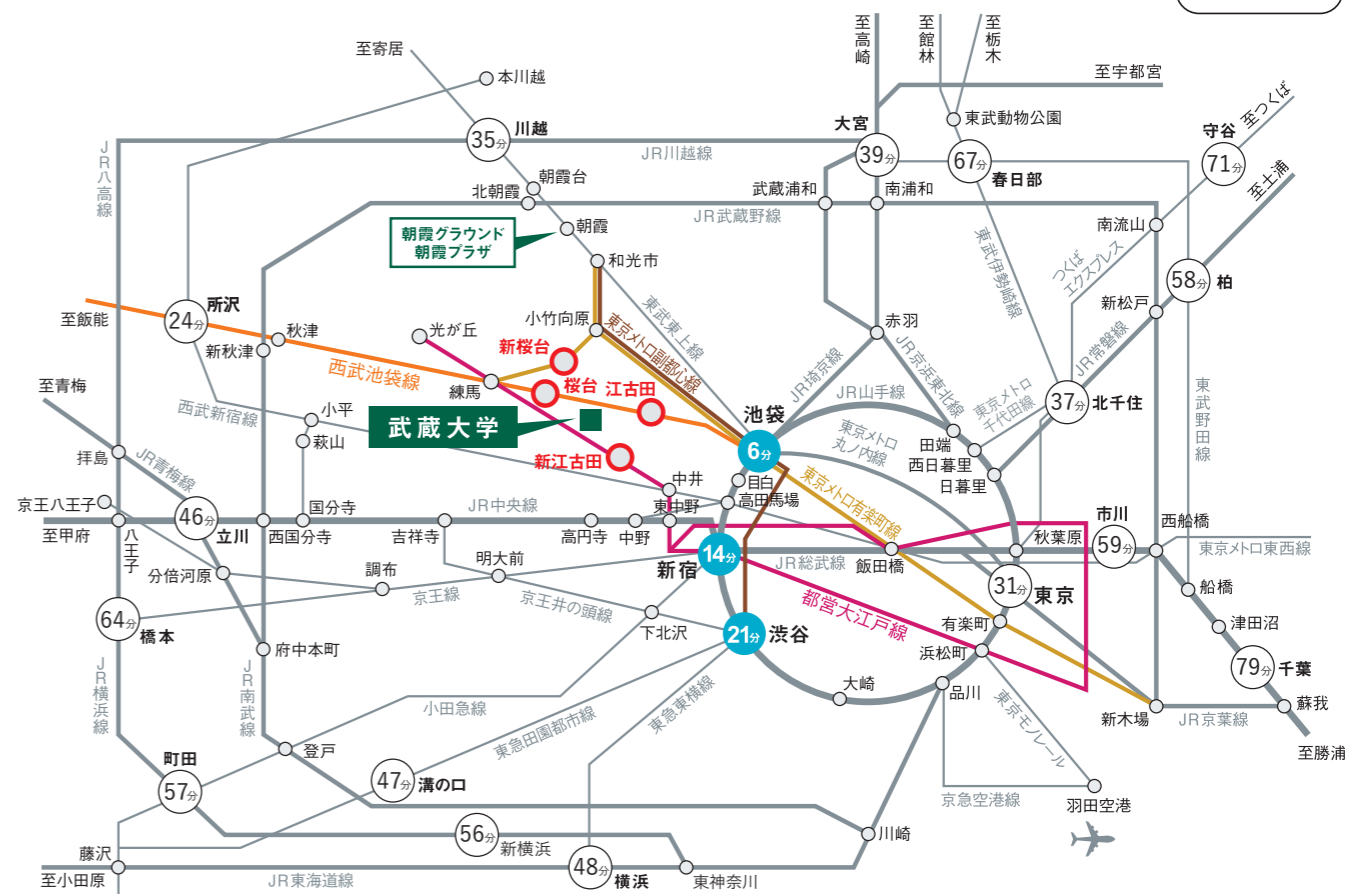 至高崎
至館林
至栃木
至寄居
本川越
至宇都宮
35分
川越
大宮
39分
東武動物公園
67分
春日部
守谷
71分
至つくば
JR川越線
JR八高線
朝霞台
北朝霞
武蔵浦和
南浦和
JR武蔵野線
至土浦
朝霞グラウンド
朝霞プラザ
朝霞
和光市
東武伊勢崎線
南流山
つくば
エクスプレス
58分
柏
所沢
24分
至飯能
秋津
新秋津
光が丘
小竹向原
東京メトロ副都心線
東武東上線
赤羽
新松戸
JR常磐線
新桜台
西武池袋線
練馬
桜台
江古田
JR埼京線
JR京浜東北線
JR山手線
至青梅
西武新宿線
小平
萩山
武蔵大学
池袋
6分
東京メトロ
丸ノ内線
東京メトロ
千代田線
37分
北千住
東武野田線
田端
西日暮里
日暮里
新江古田
拝島
JR青梅線
中井
目白
高田馬場
東京メトロ有楽町線
京王八王子
46分
立川
国分寺
JR中央線
東中野
市川
59分
西船橋
至甲府
八王子
西国分寺
吉祥寺
高円寺
中野
秋葉原
東京メトロ東西線
分倍河原
調布
明大前
新宿
14分
JR総武線
飯田橋
31分
東京
船橋
京王線
京王井の頭線
都営大江戸線
有楽町
津田沼
64分
橋本
下北沢
21分
渋谷
浜松町
府中本町
79分
千葉
JR横浜線
JR南武線
小田急線
東急田園都市線
東急東横線
大崎
品川
東京モノレール
新木場
JR京葉線
蘇我
至勝浦
町田
57分
登戸
47分
溝の口
京急空港線
羽田空港
56分
新横浜
川崎
藤沢
至小田原
JR東海道線
48分
横浜
東神奈川